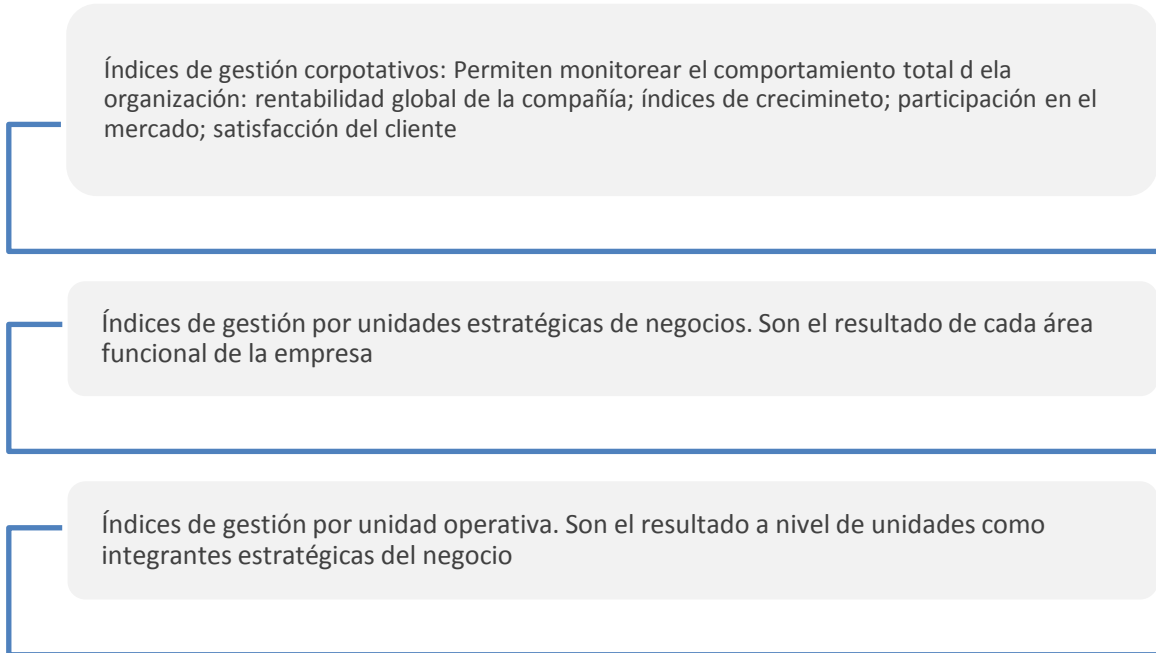 Índices de gestión corpotativos: Permiten monitorear el comportamiento total d ela
organización: rentabilidad global de la compañía; índices de crecimineto; participación en el
mercado; satisfacción del cliente
Índices de gestión por unidades estratégicas de negocios. Son el resultado de cada área
funcional de la empresa
Índices de gestión por unidad operativa. Son el resultado a nivel de unidades como
integrantes estratégicas del negocio